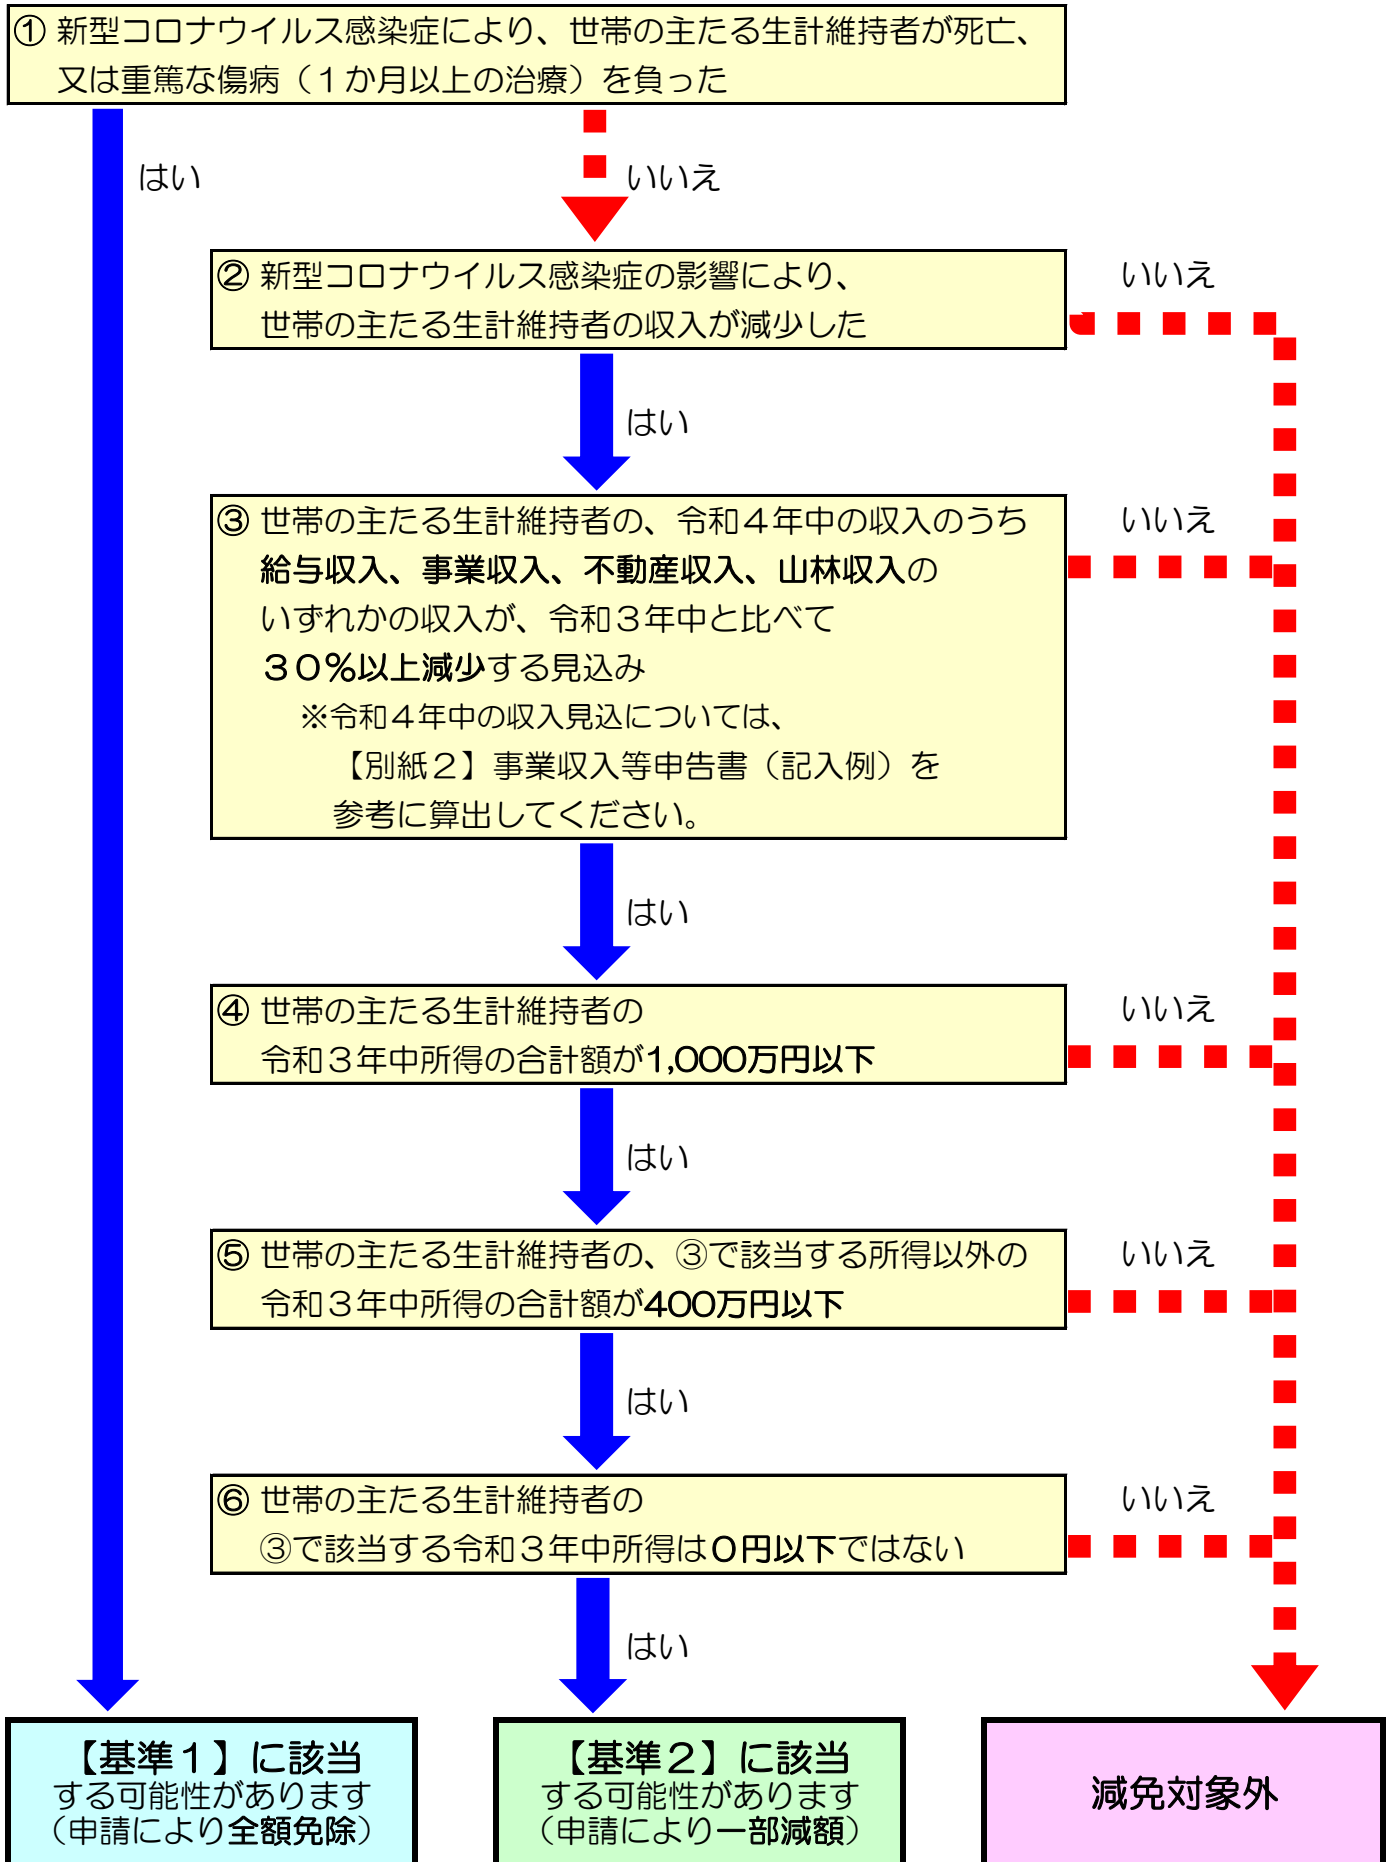 ① 新型コロナウイルス感染症により、世帯の主たる生計維持者が死亡、
又は重篤な傷病（１か月以上の治療）を負った
はい
いいえ
② 新型コロナウイルス感染症の影響により、
世帯の主たる生計維持者の収入が減少した
いいえ
はい
③ 世帯の主たる生計維持者の、令和４年中の収入のうち
給与収入、事業収入、不動産収入、山林収入の
いずれかの収入が、令和３年中と比べて
３０％以上減少する見込み
※令和４年中の収入見込については、
【別紙２】事業収入等申告書（記入例）を
参考に算出してください。
いいえ
はい
④ 世帯の主たる生計維持者の
令和３年中所得の合計額が1,000万円以下
いいえ
はい
⑤ 世帯の主たる生計維持者の、③で該当する所得以外の
令和３年中所得の合計額が400万円以下
いいえ
はい
⑥ 世帯の主たる生計維持者の
③で該当する令和３年中所得は０円以下ではない
いいえ
はい
【基準１】に該当
する可能性があります
（申請により全額免除）
【基準２】に該当
する可能性があります
（申請により一部減額）
減免対象外